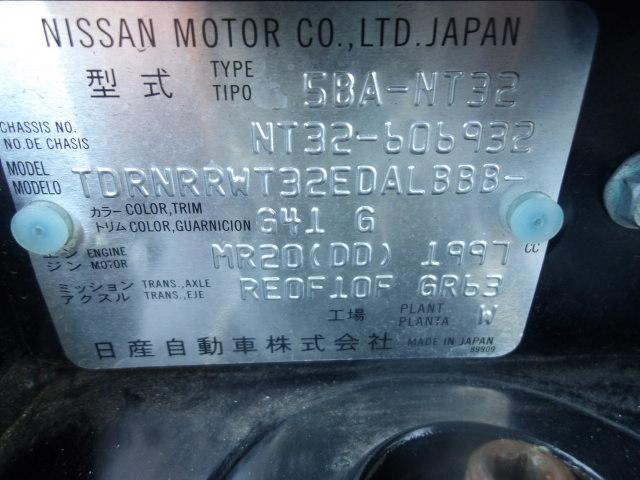 NISSAN MOTOR CO.,LTD.JAPAN
型式 TYPE TIPO 5BA-NT32
CHASSIS NO. NO.DE CHASIS NT32-606932
MODEL MODELO TDRNRRWT32EDALBBB-
カラー COLOR,TRIM トリム COLOR,GUARNICION G41 G
エンジン ENGINE MOTOR MR20(DD) 1997 CC
ミッション アクスル TRANS.,AXLE TRANS.,EJE RE0F10F GR63
工場 PLANT PLANTA W
日産自動車株式会社 MADE IN JAPAN
89909